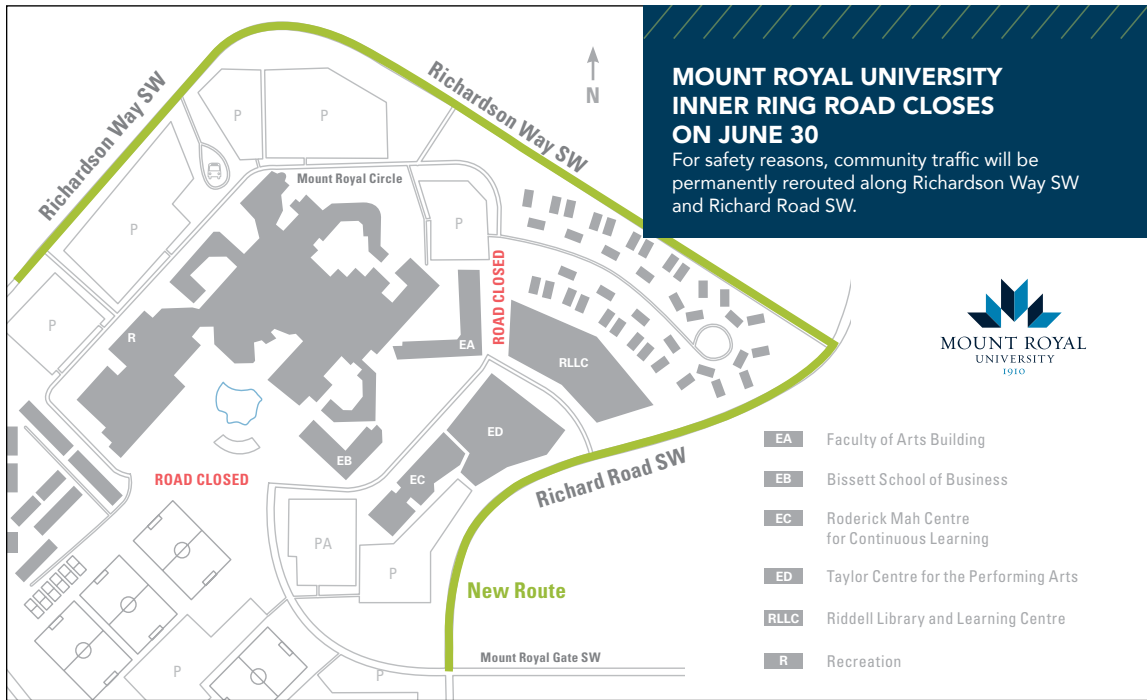 MOUNT ROYAL UNIVERSITY
INNER RING ROAD CLOSES
ON JUNE 30
For safety reasons, community traffic will be
permanently rerouted along Richardson Way SW
and Richard Road SW.
N
Richardson Way SW
Richardson Way SW
P
P
P
P
P
Mount Royal Circle
ROAD CLOSED
R
EA
RLLC
ED
EB
EC
ROAD CLOSED
Richard Road SW
PA
P
New Route
Mount Royal Gate SW
P
P
MOUNT ROYAL
UNIVERSITY
1910
EA Faculty of Arts Building
EB Bissett School of Business
EC Roderick Mah Centre
for Continuous Learning
ED Taylor Centre for the Performing Arts
RLLC Riddell Library and Learning Centre
R Recreation